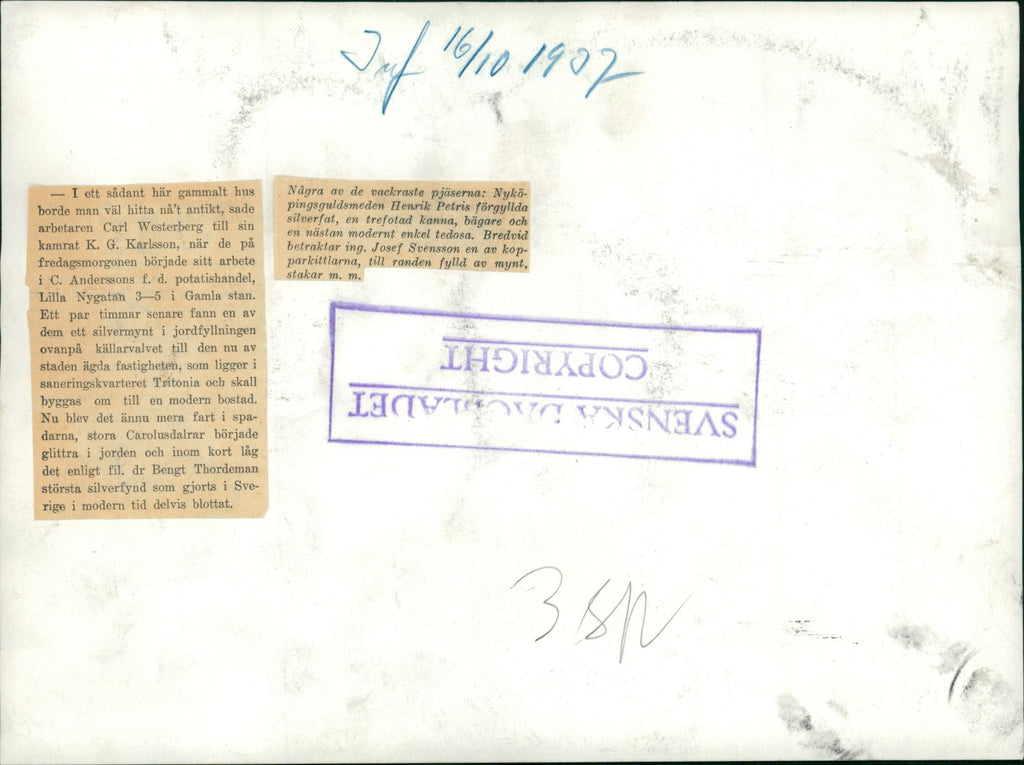 Inf 16/10 1937
— I ett sådant här gammalt hus
borde man väl hitta nå't antikt, sade
arbetaren Carl Westerberg till sin
kamrat K. G. Karlsson, när de på
fredagsmorgonen började sitt arbete
i C. Anderssons f. d. potatishandel,
Lilla Nygatan 3—5 i Gamla stan.
Ett par timmar senare fann en av
dem ett silvermynt i jordfyllningen
ovanpå källarvalvet till den nu av
staden ägda fastigheten, som ligger i
saneringskvarteret Tritonia och skall
byggas om till en modern bostad.
Nu blev det ännu mera fart i spa-
darna, stora Carolusdalrar började
glittra i jorden och inom kort låg
det enligt fil. dr Bengt Thordeman
största silverfynd som gjorts i Sve-
rige i modern tid delvis blottat.
Några av de vackraste pjäserna: Nykö-
pingsguldsmeden Henrik Petris förgyllda
silverfat, en trefotad kanna, bägare och
en nästan modernt enkel tedosa. Bredvid
betraktar ing. Josef Svensson en av kop-
parkittlarna, till randen fylld av mynt,
stakar m. m.
SVENSKA DAGBLADET
COPYRIGHT
3 sp